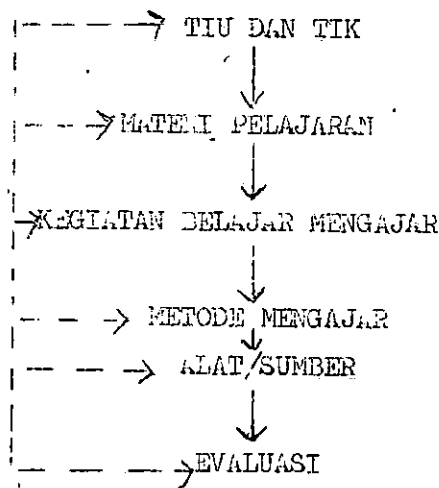 TIU DAN TIK
MATERI PELAJARAN
KEGIATAN BELAJAR MENGAJAR
METODE MENGAJAR
ALAT/SUMBER
EVALUASI